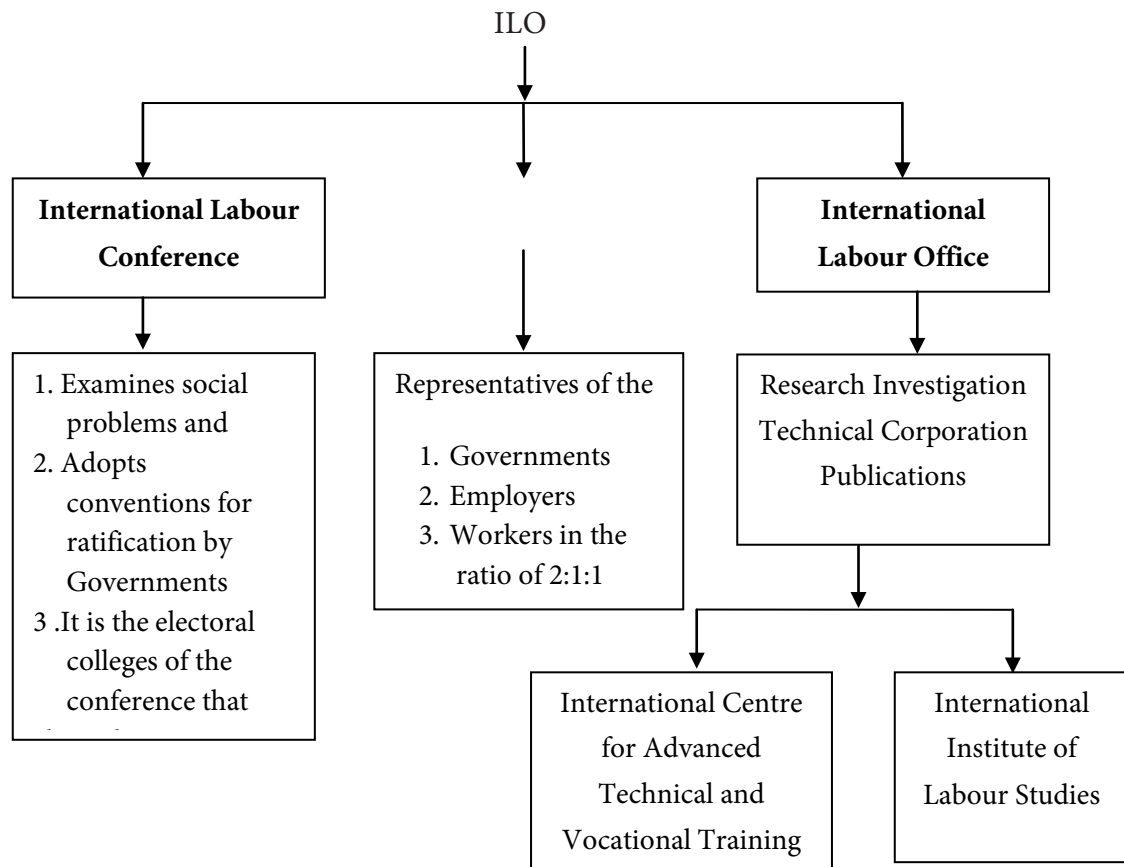 ILO
International Labour
Conference
International
Labour Office
1. Examines social
problems and
2. Adopts
conventions for
ratification by
Governments
3 .It is the electoral
colleges of the
conference that
Representatives of the
1. Governments
2. Employers
3. Workers in the
ratio of 2:1:1
Research Investigation
Technical Corporation
Publications
International Centre
for Advanced
Technical and
Vocational Training
International
Institute of
Labour Studies